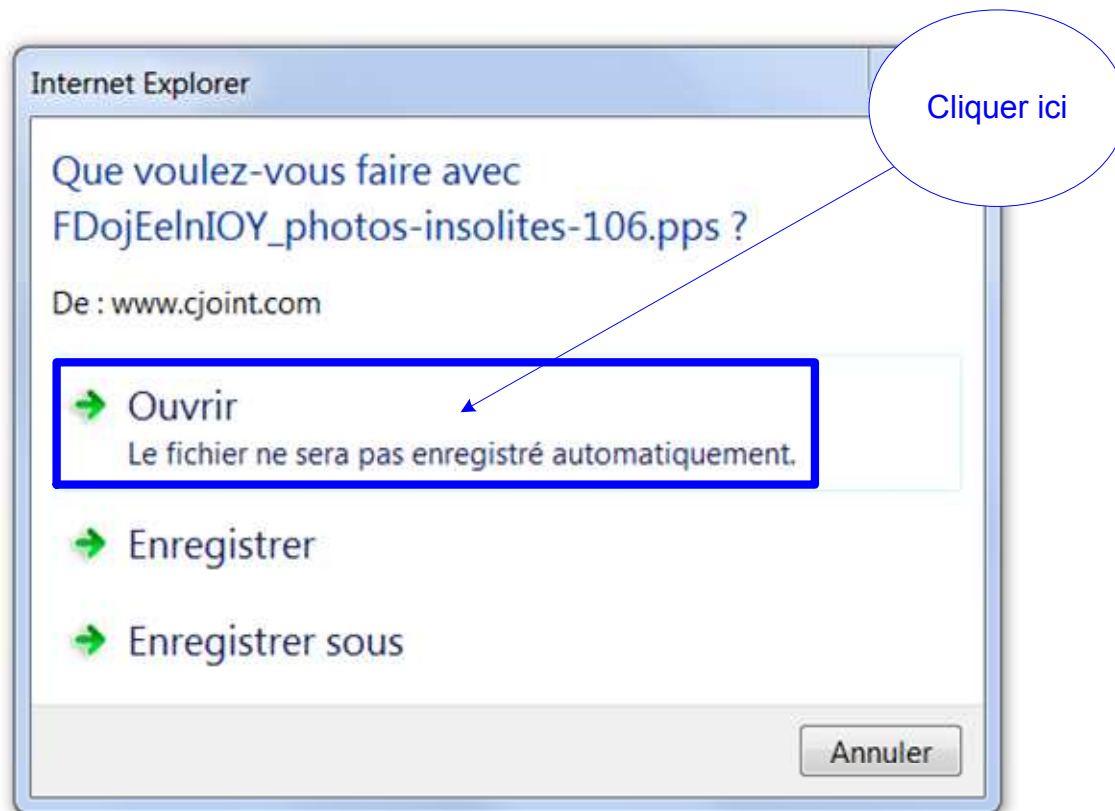 Internet Explorer
Cliquer ici
Que voulez-vous faire avec
FDojEelnIOY_photos-insolites-106.pps ?
De : www.cjoint.com
Ouvrir
Le fichier ne sera pas enregistré automatiquement.
Enregistrer
Enregistrer sous
Annuler